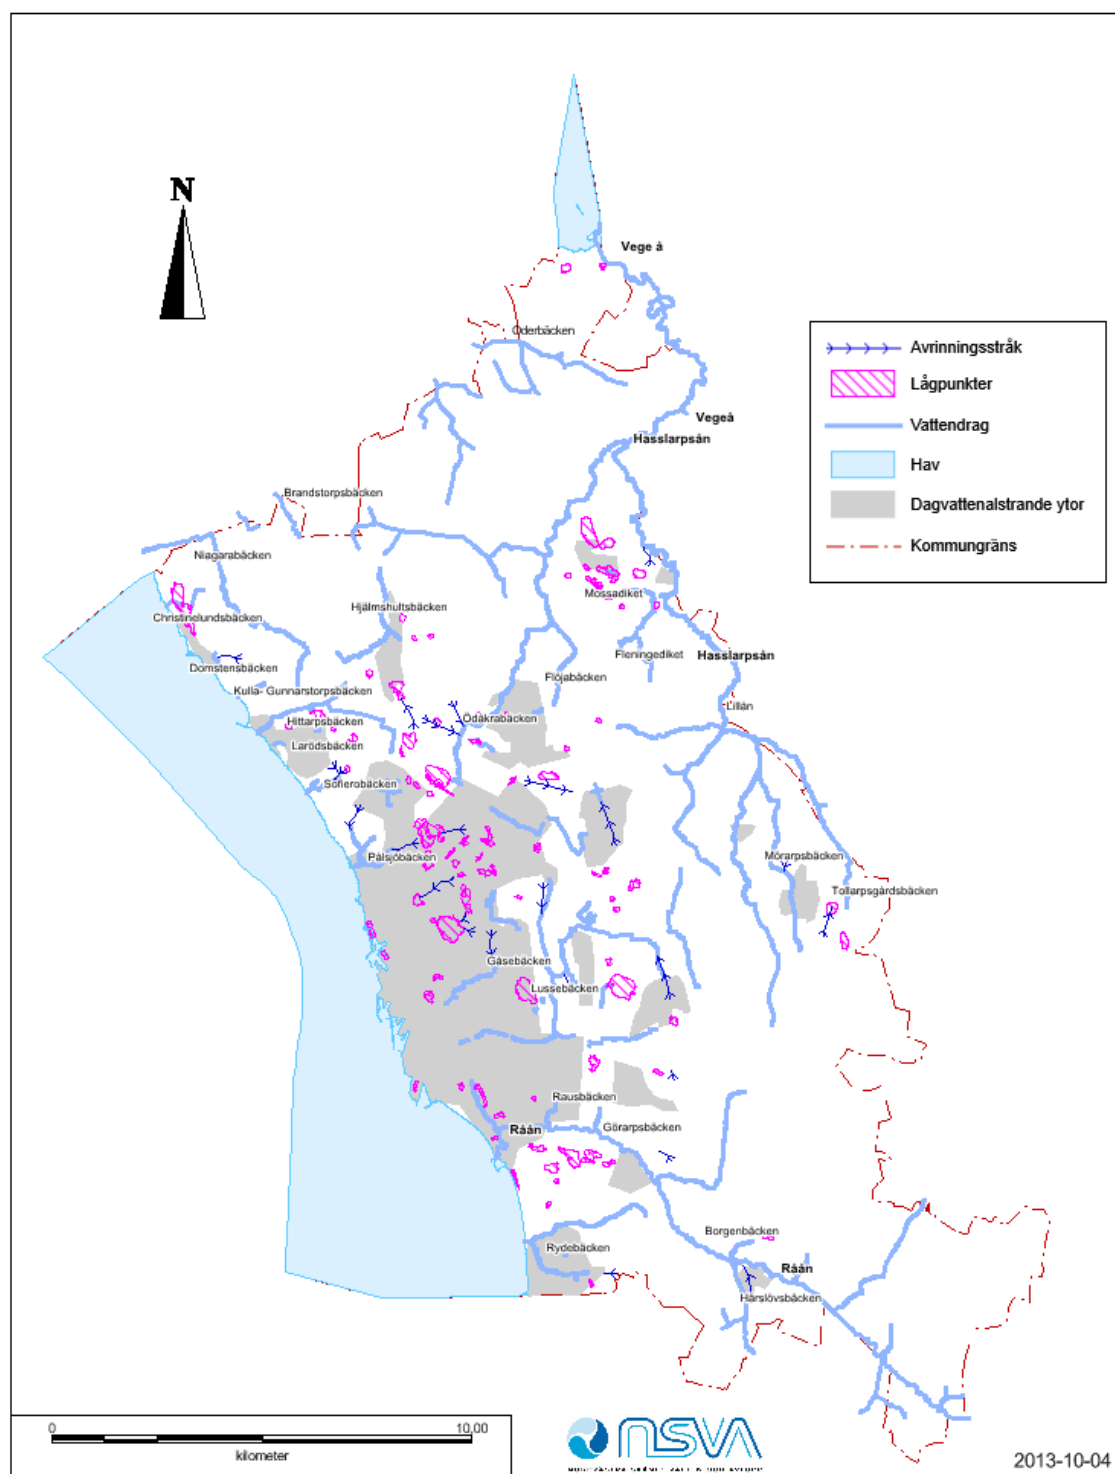 N
Vege å
Oderbäcken
Avrinningsstråk
Lågpunkter
Vattendrag
Hav
Dagvattenalstrande ytor
Kommungräns
Vegeå
Hasslarpsån
Brandstorpsbäcken
Niagarabäcken
Mossadiket
Hjälmshultsbäcken
Christinelundsbäcken
Fleningediket
Hasslarpsån
Domstensbäcken
Flöjabäcken
Kulla- Gunnarstorpsbäcken
Lillån
Hittarpsbäcken
Ödåkrabäcken
Larödsbäcken
Sofierobäcken
Pålsjöbäcken
Mörarpsbäcken
Tollarpsgårdsbäcken
Gåsebäcken
Lussebäcken
Rausbäcken
Råån
Görarpsbäcken
Borgenbäcken
Rydebäcken
Råån
Härslövsbäcken
0 10,00
kilometer
NSVA
2013-10-04